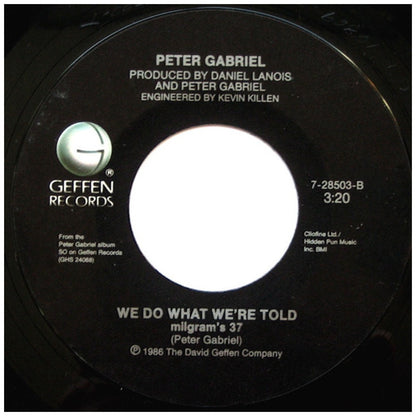 PETER GABRIEL
PRODUCED BY DANIEL LANOIS
AND PETER GABRIEL
ENGINEERED BY KEVIN KILLEN
®
GEFFEN
RECORDS
7-28503-B
3:20
From the
Peter Gabriel album
SO on Geffen Records
(GHS 24088)
Cliofine Ltd./
Hidden Pun Music
Inc. BMI
WE DO WHAT WE'RE TOLD
milgram's 37
(Peter Gabriel)
℗ 1986 The David Geffen Company